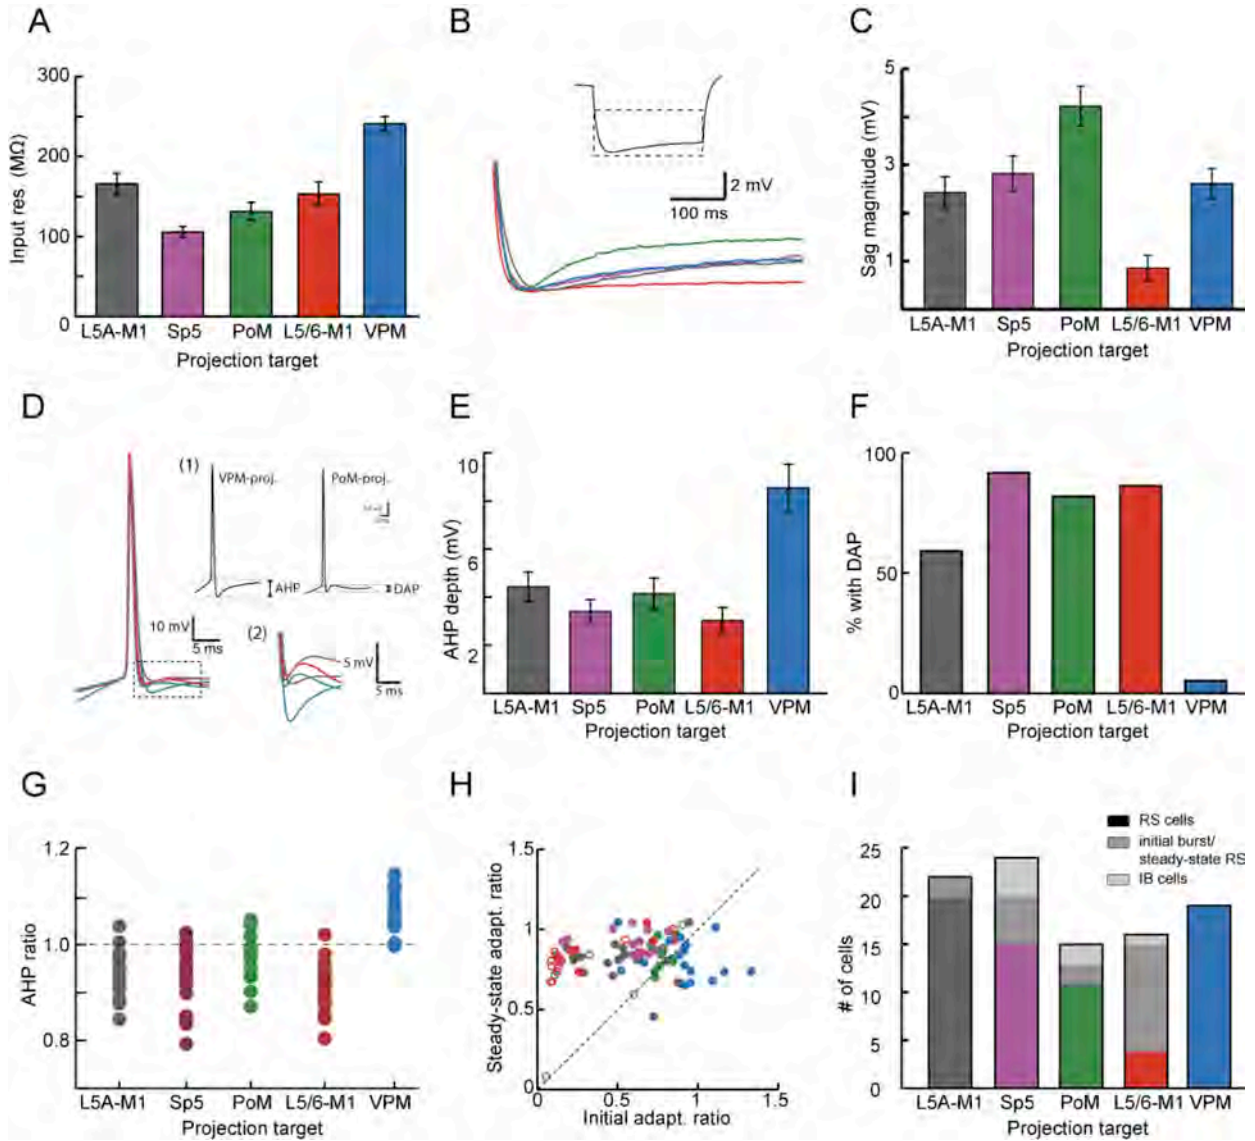 A
Input res. (MΩ)
300
200
100
0
L5A-M1 Sp5 PoM L5/6-M1 VPM
Projection target
B
2 mV
100 ms
C
Sag magnitude (mV)
5
3
1
L5A-M1 Sp5 PoM L5/6-M1 VPM
Projection target
D
(1)
VPM-proj.
PoM-proj.
AHP
DAP
10 mV
5 ms
(2)
5 mV
5 ms
E
AHP depth (mV)
10
6
2
L5A-M1 Sp5 PoM L5/6-M1 VPM
Projection target
F
% with DAP
100
50
0
L5A-M1 Sp5 PoM L5/6-M1 VPM
Projection target
G
AHP ratio
1.2
1.0
0.8
L5A-M1 Sp5 PoM L5/6-M1 VPM
Projection target
H
Steady-state adapt. ratio
1.5
1.0
0.5
0
0 0.5 1.0 1.5
Initial adapt. ratio
I
RS cells
initial burst/
steady-state RS
IB cells
# of cells
25
20
15
10
5
0
L5A-M1 Sp5 PoM L5/6-M1 VPM
Projection target